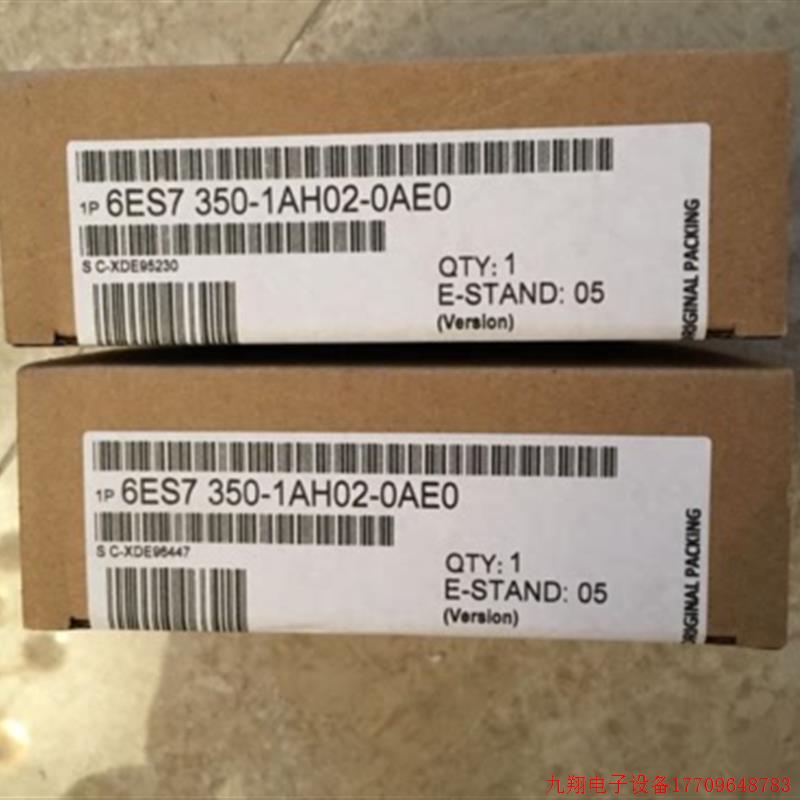 1P 6ES7 350-1AH02-0AE0
S C-XDE95230
QTY: 1
E-STAND: 05
(Version)
ORIGINAL PACKING
1P 6ES7 350-1AH02-0AE0
S C-XDE96447
QTY: 1
E-STAND: 05
(Version)
ORIGINAL PACKING
九翔电子设备17709648783